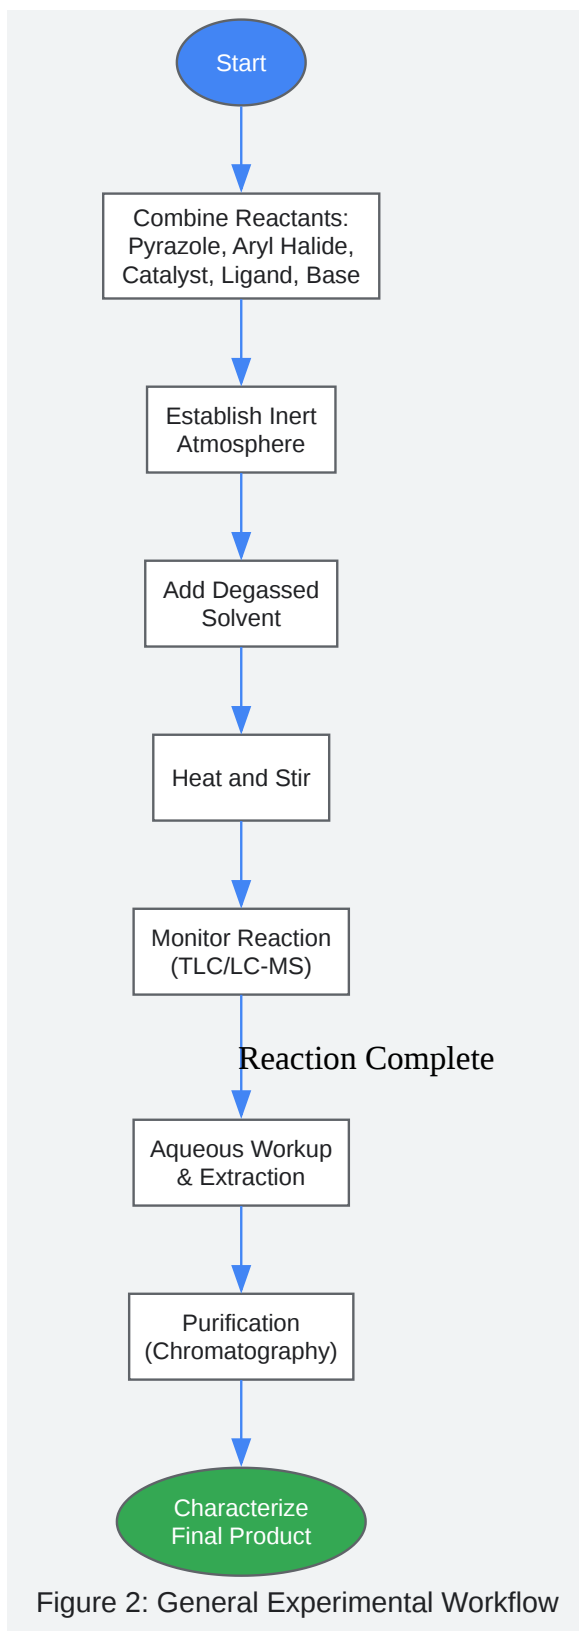 Start
Combine Reactants:
Pyrazole, Aryl Halide,
Catalyst, Ligand, Base
Establish Inert
Atmosphere
Add Degassed
Solvent
Heat and Stir
Monitor Reaction
(TLC/LC-MS)
Reaction Complete
Aqueous Workup
& Extraction
Purification
(Chromatography)
Characterize
Final Product
Figure 2: General Experimental Workflow